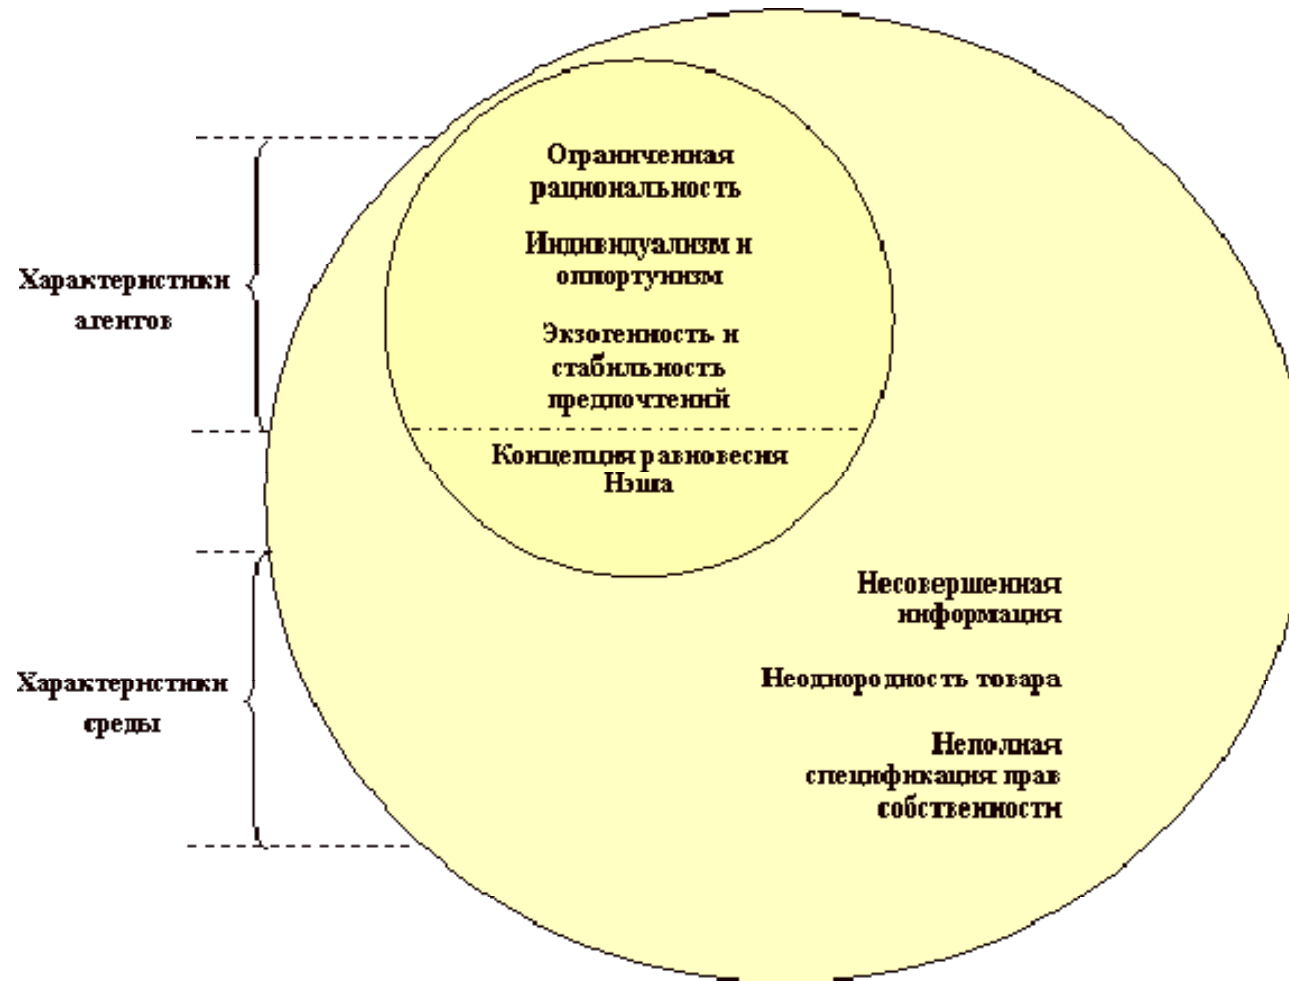 Ограниченная
рациональность
Индивидуализм и
оппортунизм
Экзогенность и
стабильность
предпочтений
Концепция равновесия
Нэша
Характеристики
агентов
Несовершенная
информация
Неоднородность товара
Неполная
спецификация прав
собственности
Характеристики
среды